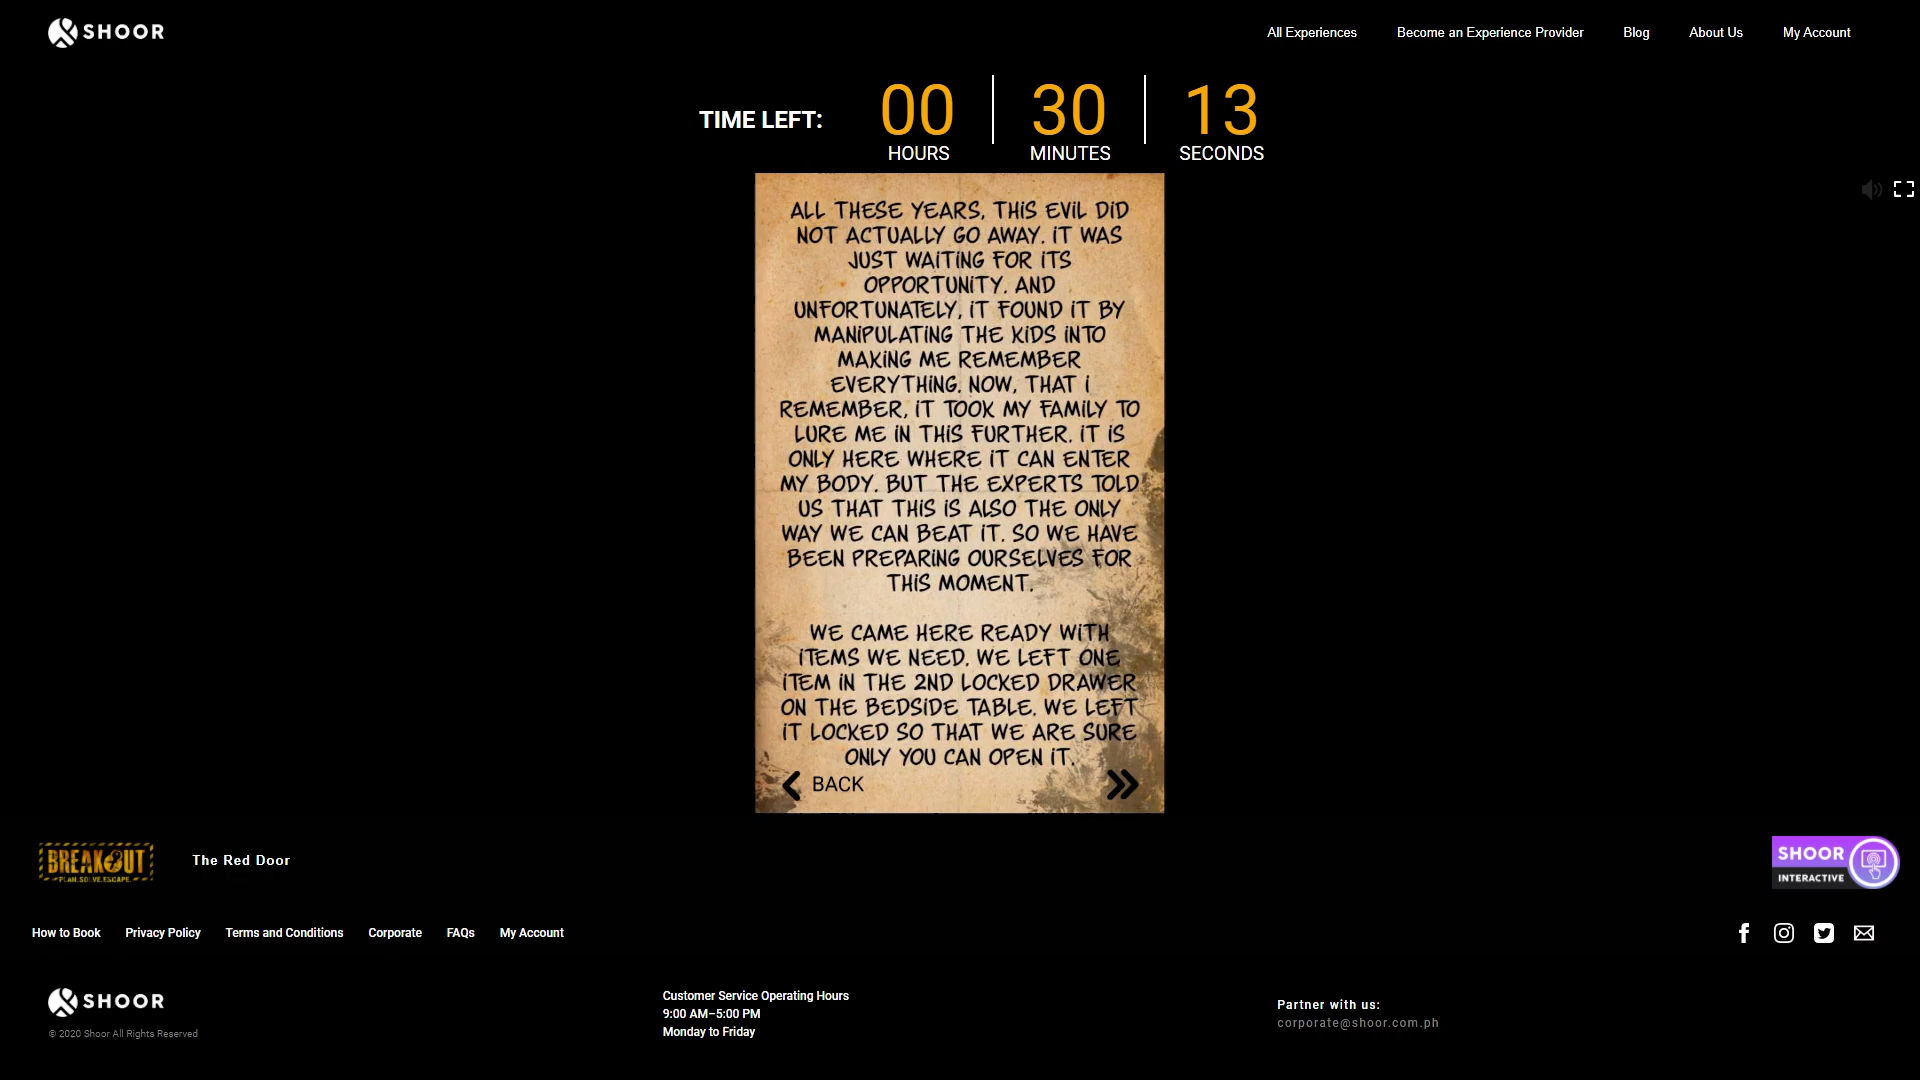 SHOOR
All Experiences
Become an Experience Provider
Blog
About Us
My Account
TIME LEFT:
00
30
13
HOURS
MINUTES
SECONDS
ALL THESE YEARS, THIS EVIL DID
NOT ACTUALLY GO AWAY. IT WAS
JUST WAITING FOR ITS
OPPORTUNITY. AND
UNFORTUNATELY, IT FOUND IT BY
MANIPULATING THE KIDS INTO
MAKING ME REMEMBER
EVERYTHING. NOW, THAT I
REMEMBER, IT TOOK MY FAMILY TO
LURE ME IN THIS FURTHER. IT IS
ONLY HERE WHERE IT CAN ENTER
MY BODY. BUT THE EXPERTS TOLD
US THAT THIS IS ALSO THE ONLY
WAY WE CAN BEAT IT. SO WE HAVE
BEEN PREPARING OURSELVES FOR
THIS MOMENT.
WE CAME HERE READY WITH
ITEMS WE NEED. WE LEFT ONE
ITEM IN THE 2ND LOCKED DRAWER
ON THE BEDSIDE TABLE. WE LEFT
IT LOCKED SO THAT WE ARE SURE
ONLY YOU CAN OPEN IT.
BACK
BREAKOUT
PLAN.SOLVE.ESCAPE.
The Red Door
SHOOR
INTERACTIVE
How to Book
Privacy Policy
Terms and Conditions
Corporate
FAQs
My Account
SHOOR
© 2020 Shoor All Rights Reserved
Customer Service Operating Hours
9:00 AM–5:00 PM
Monday to Friday
Partner with us:
corporate@shoor.com.ph